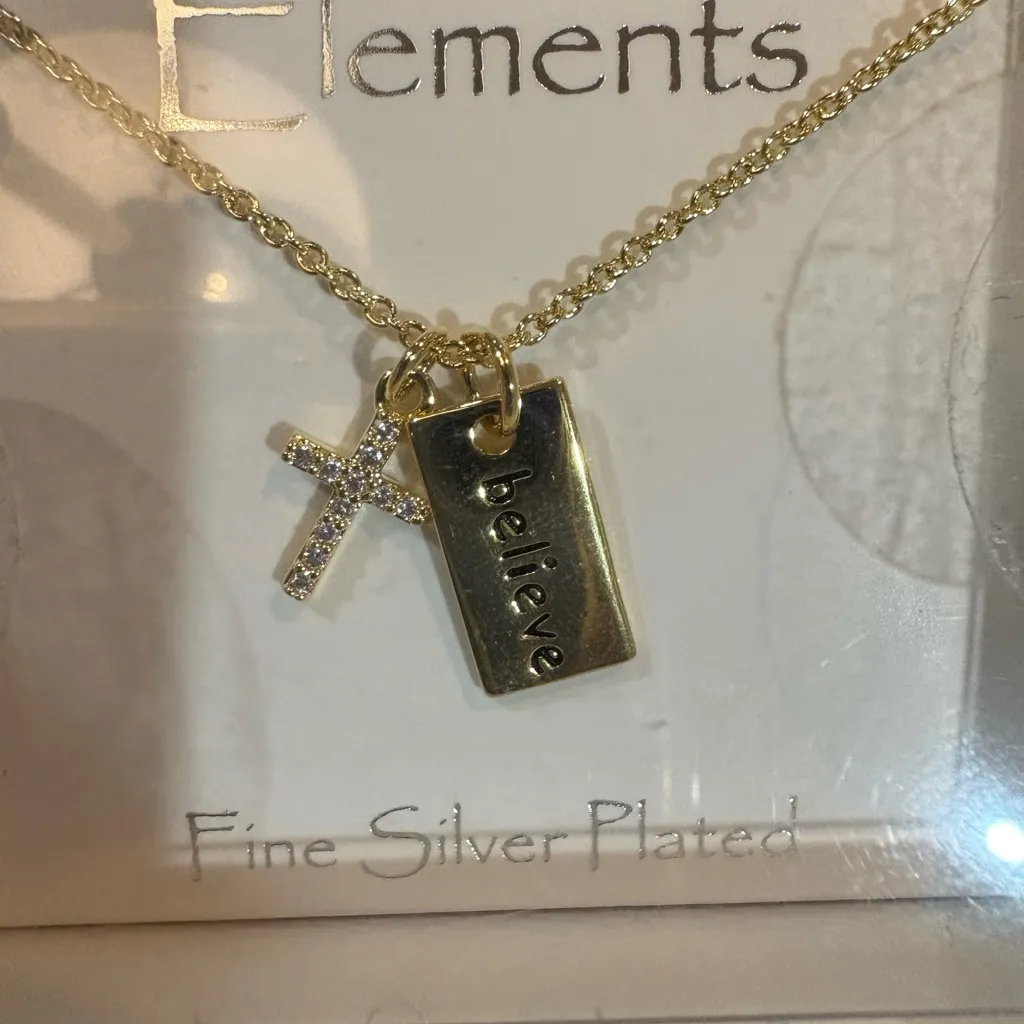 Elements
believe
Fine Silver Plated